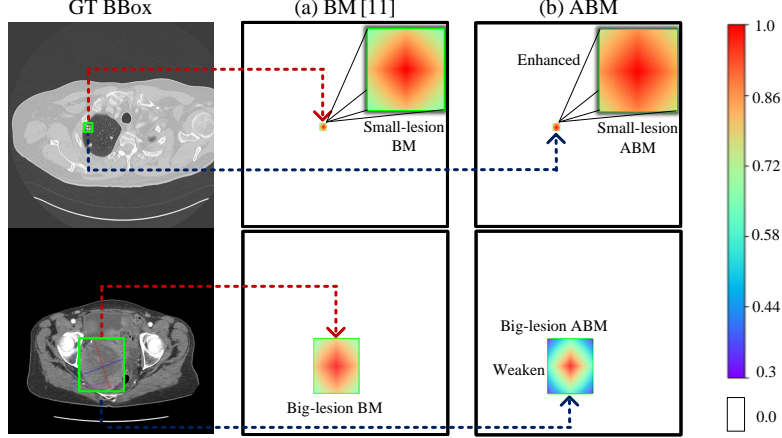 GT BBox
(a) BM [11]
(b) ABM
Enhanced
Small-lesion
BM
Small-lesion
ABM
Big-lesion BM
Big-lesion ABM
Weaken
1.0
0.86
0.72
0.58
0.44
0.3
0.0